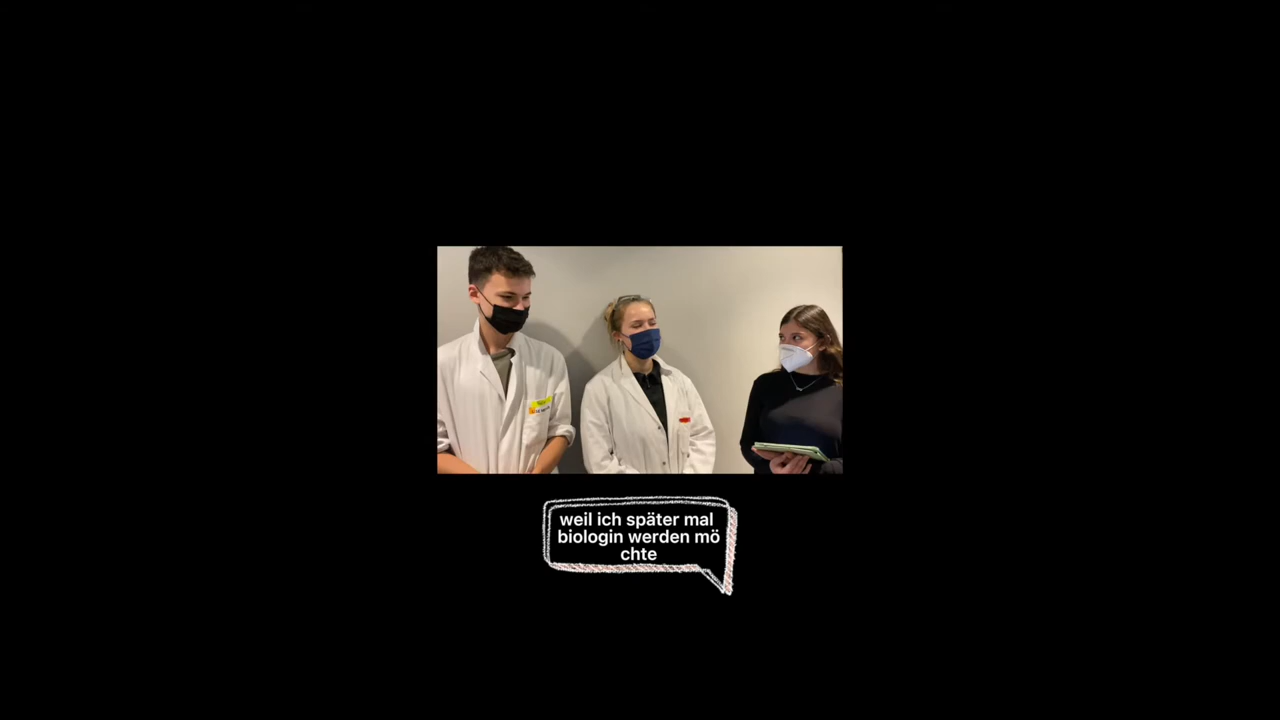 weil ich später mal
biologin werden mö
chte